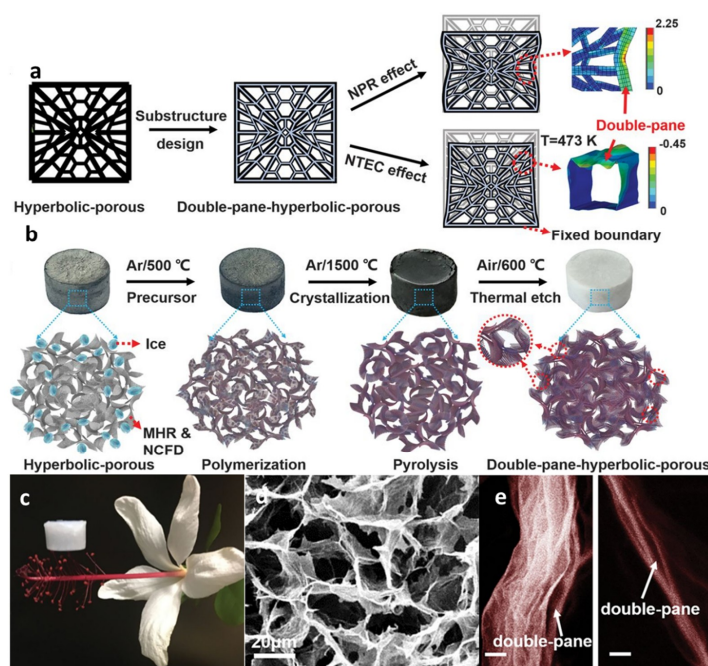 a
Substructure
design
NPR effect
NTEC effect
2.25
0
Double-pane
T=473 K
-0.45
0
Hyperbolic-porous
Double-pane-hyperbolic-porous
Fixed boundary
b
Ar/500 ℃
Precursor
Ar/1500 ℃
Crystallization
Air/600 ℃
Thermal etch
Ice
MHR &
NCFD
Hyperbolic-porous
Polymerization
Pyrolysis
Double-pane-hyperbolic-porous
c
d
20μm
e
double-pane
double-pane